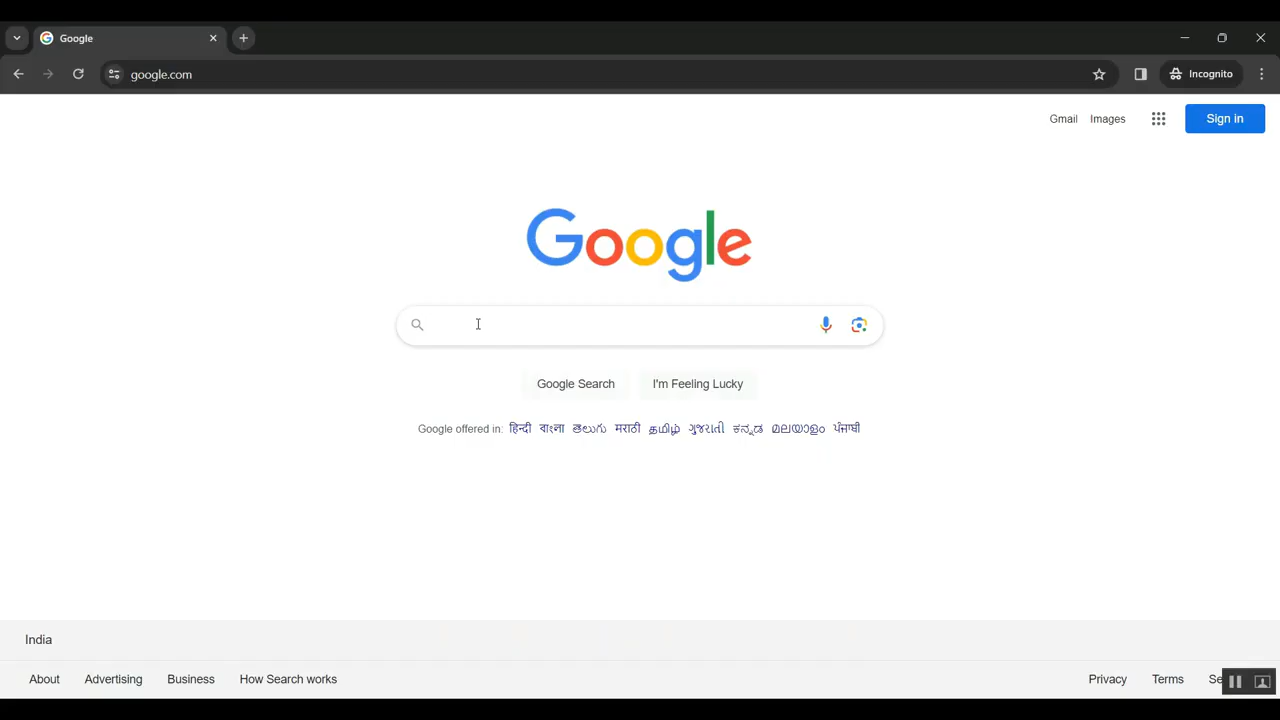 Google
google.com
Incognito
Gmail Images Sign in
Google
Google Search I'm Feeling Lucky
Google offered in: हिन्दी বাংলা తెలుగు मराठी தமிழ் ગુજરાતી ಕನ್ನಡ മലയാളം ਪੰਜਾਬੀ
India
About Advertising Business How Search works Privacy Terms Se